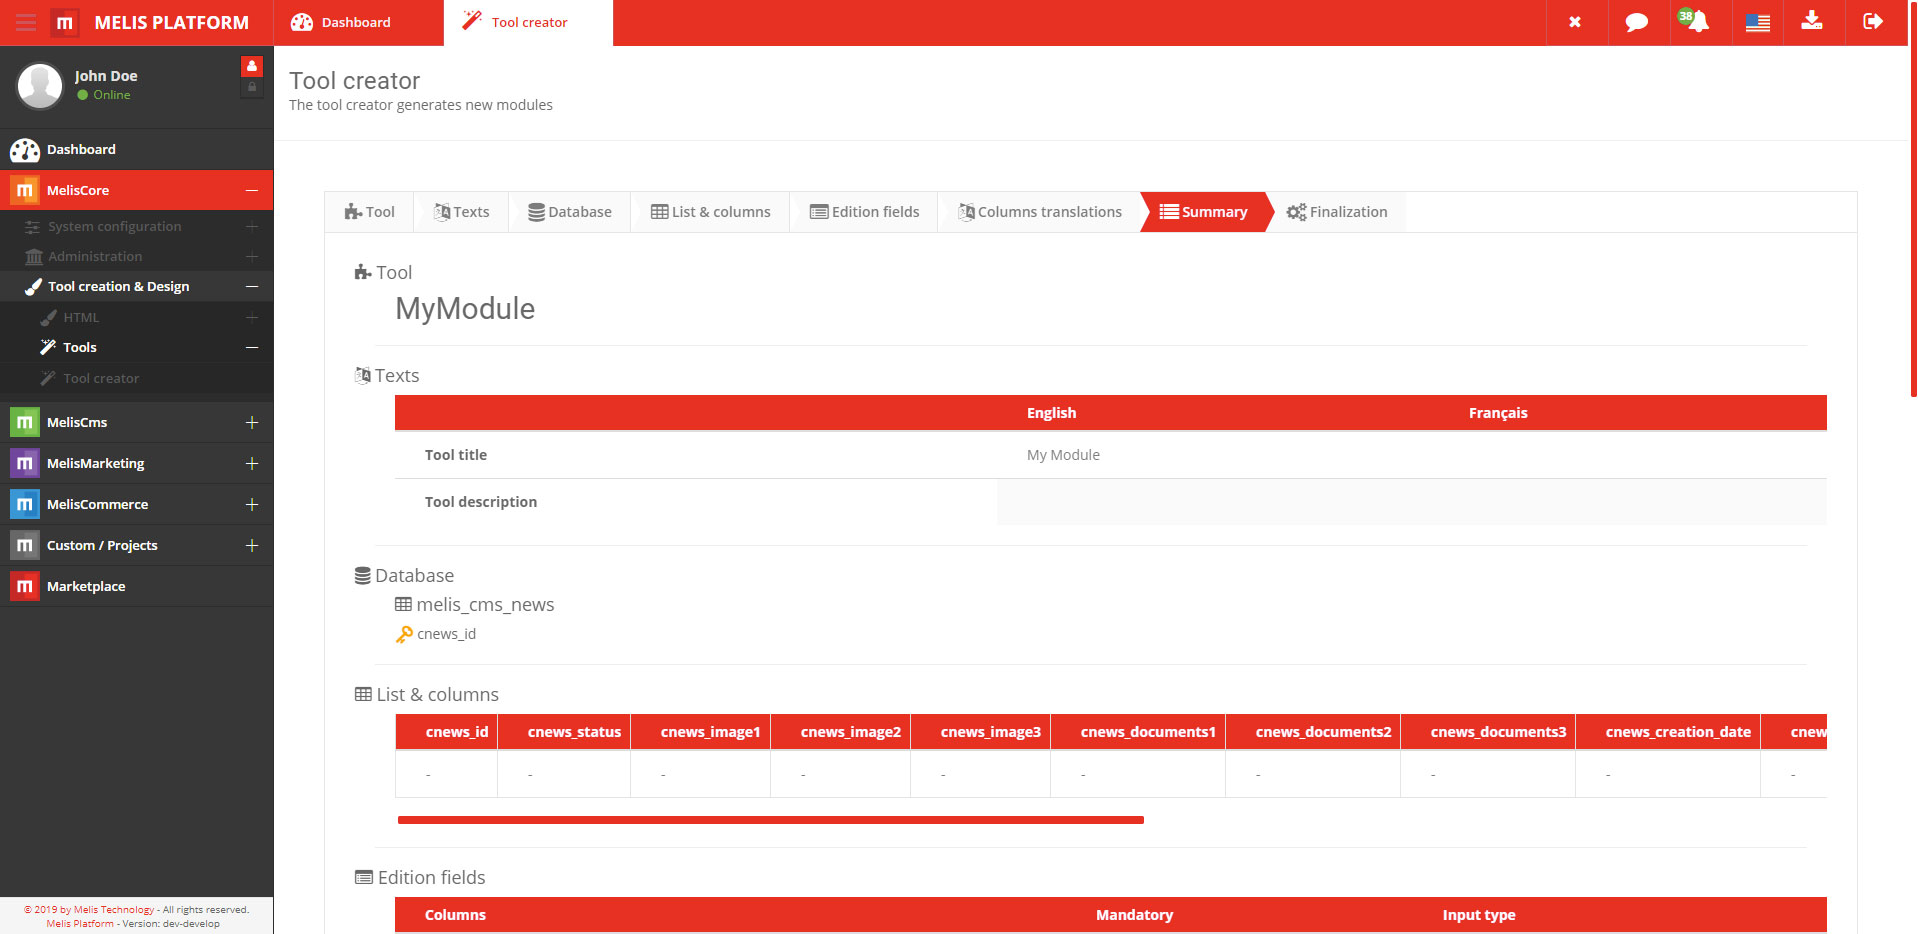 MELIS PLATFORM
Dashboard
Tool creator
38
John Doe
Online
Dashboard
MelisCore
System configuration
Administration
Tool creation & Design
HTML
Tools
Tool creator
MelisCms
MelisMarketing
MelisCommerce
Custom / Projects
Marketplace
© 2019 by Melis Technology - All rights reserved.
Melis Platform - Version: dev-develop
Tool creator
The tool creator generates new modules
Tool Texts Database List & columns Edition fields Columns translations Summary Finalization
Tool
MyModule
Texts
English Français
Tool title My Module
Tool description
Database
melis_cms_news
cnews_id
List & columns
cnews_id cnews_status cnews_image1 cnews_image2 cnews_image3 cnews_documents1 cnews_documents2 cnews_documents3 cnews_creation_date cnew
- - - - - - - - - -
Edition fields
Columns Mandatory Input type